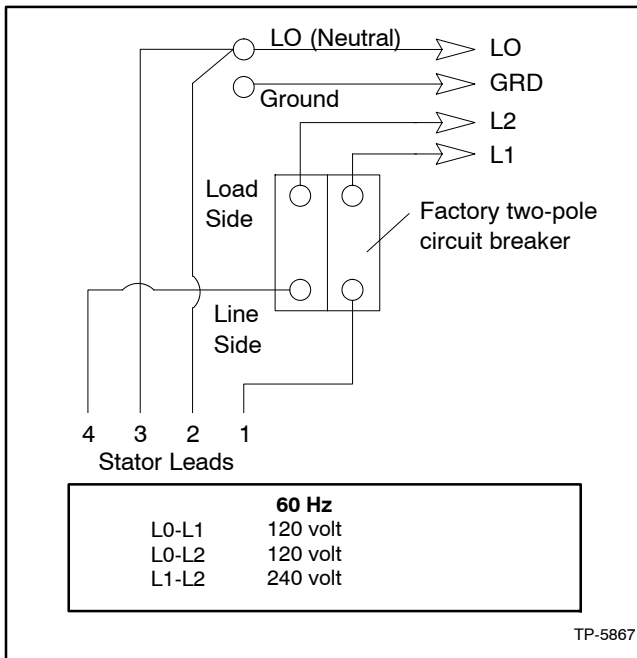 LO (Neutral)
LO
GRD
Ground
L2
L1
Load
Side
Factory two-pole
circuit breaker
Line
Side
4 3 2 1
Stator Leads
60 Hz
L0-L1 120 volt
L0-L2 120 volt
L1-L2 240 volt
TP-5867